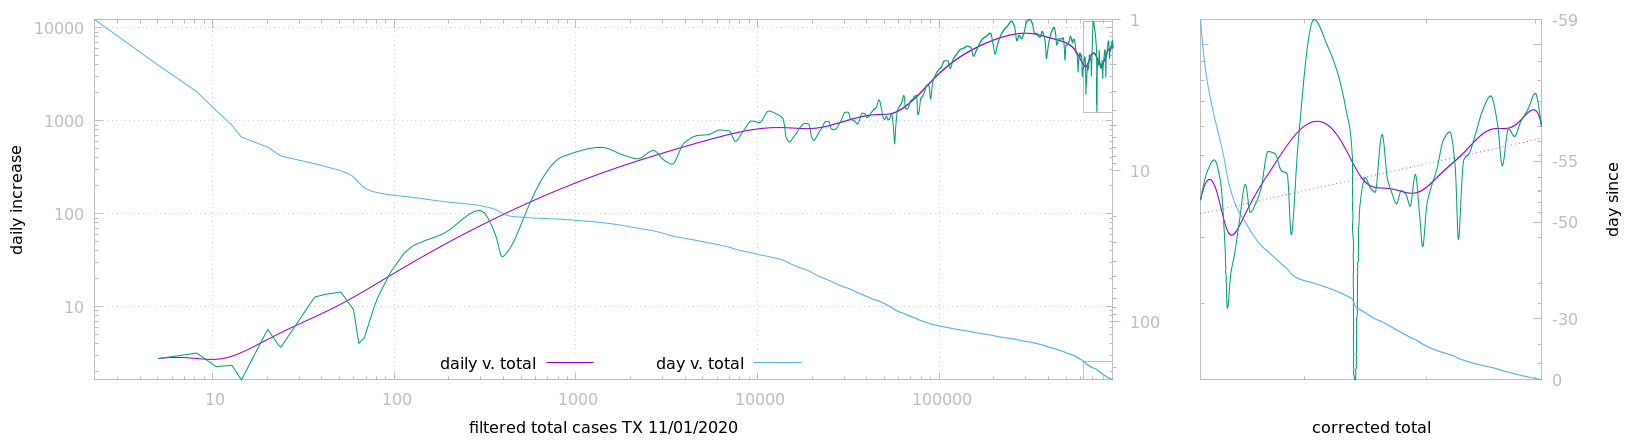 10000
1000
100
10
daily increase
10
100
1000
10000
100000
filtered total cases TX 11/01/2020
daily v. total
day v. total
1
10
100
-59
-55
-50
-30
0
day since
corrected total